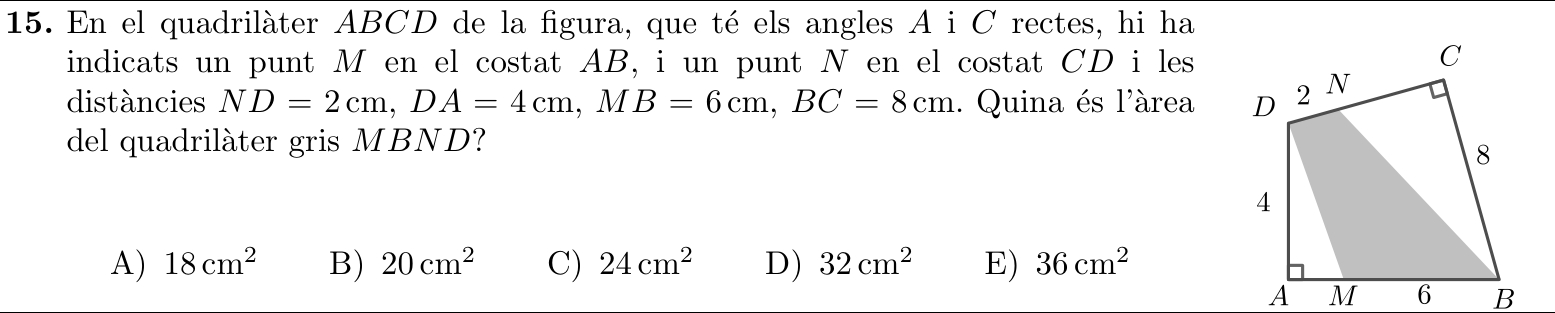 15. En el quadrilàter ABCD de la figura, que té els angles A i C rectes, hi ha
indicats un punt M en el costat AB, i un punt N en el costat CD i les
distàncies ND = 2 cm, DA = 4 cm, MB = 6 cm, BC = 8 cm. Quina és l'àrea
del quadrilàter gris MBND?
A) 18 cm² B) 20 cm² C) 24 cm² D) 32 cm² E) 36 cm²
C
D 2 N
8
4
A M 6 B